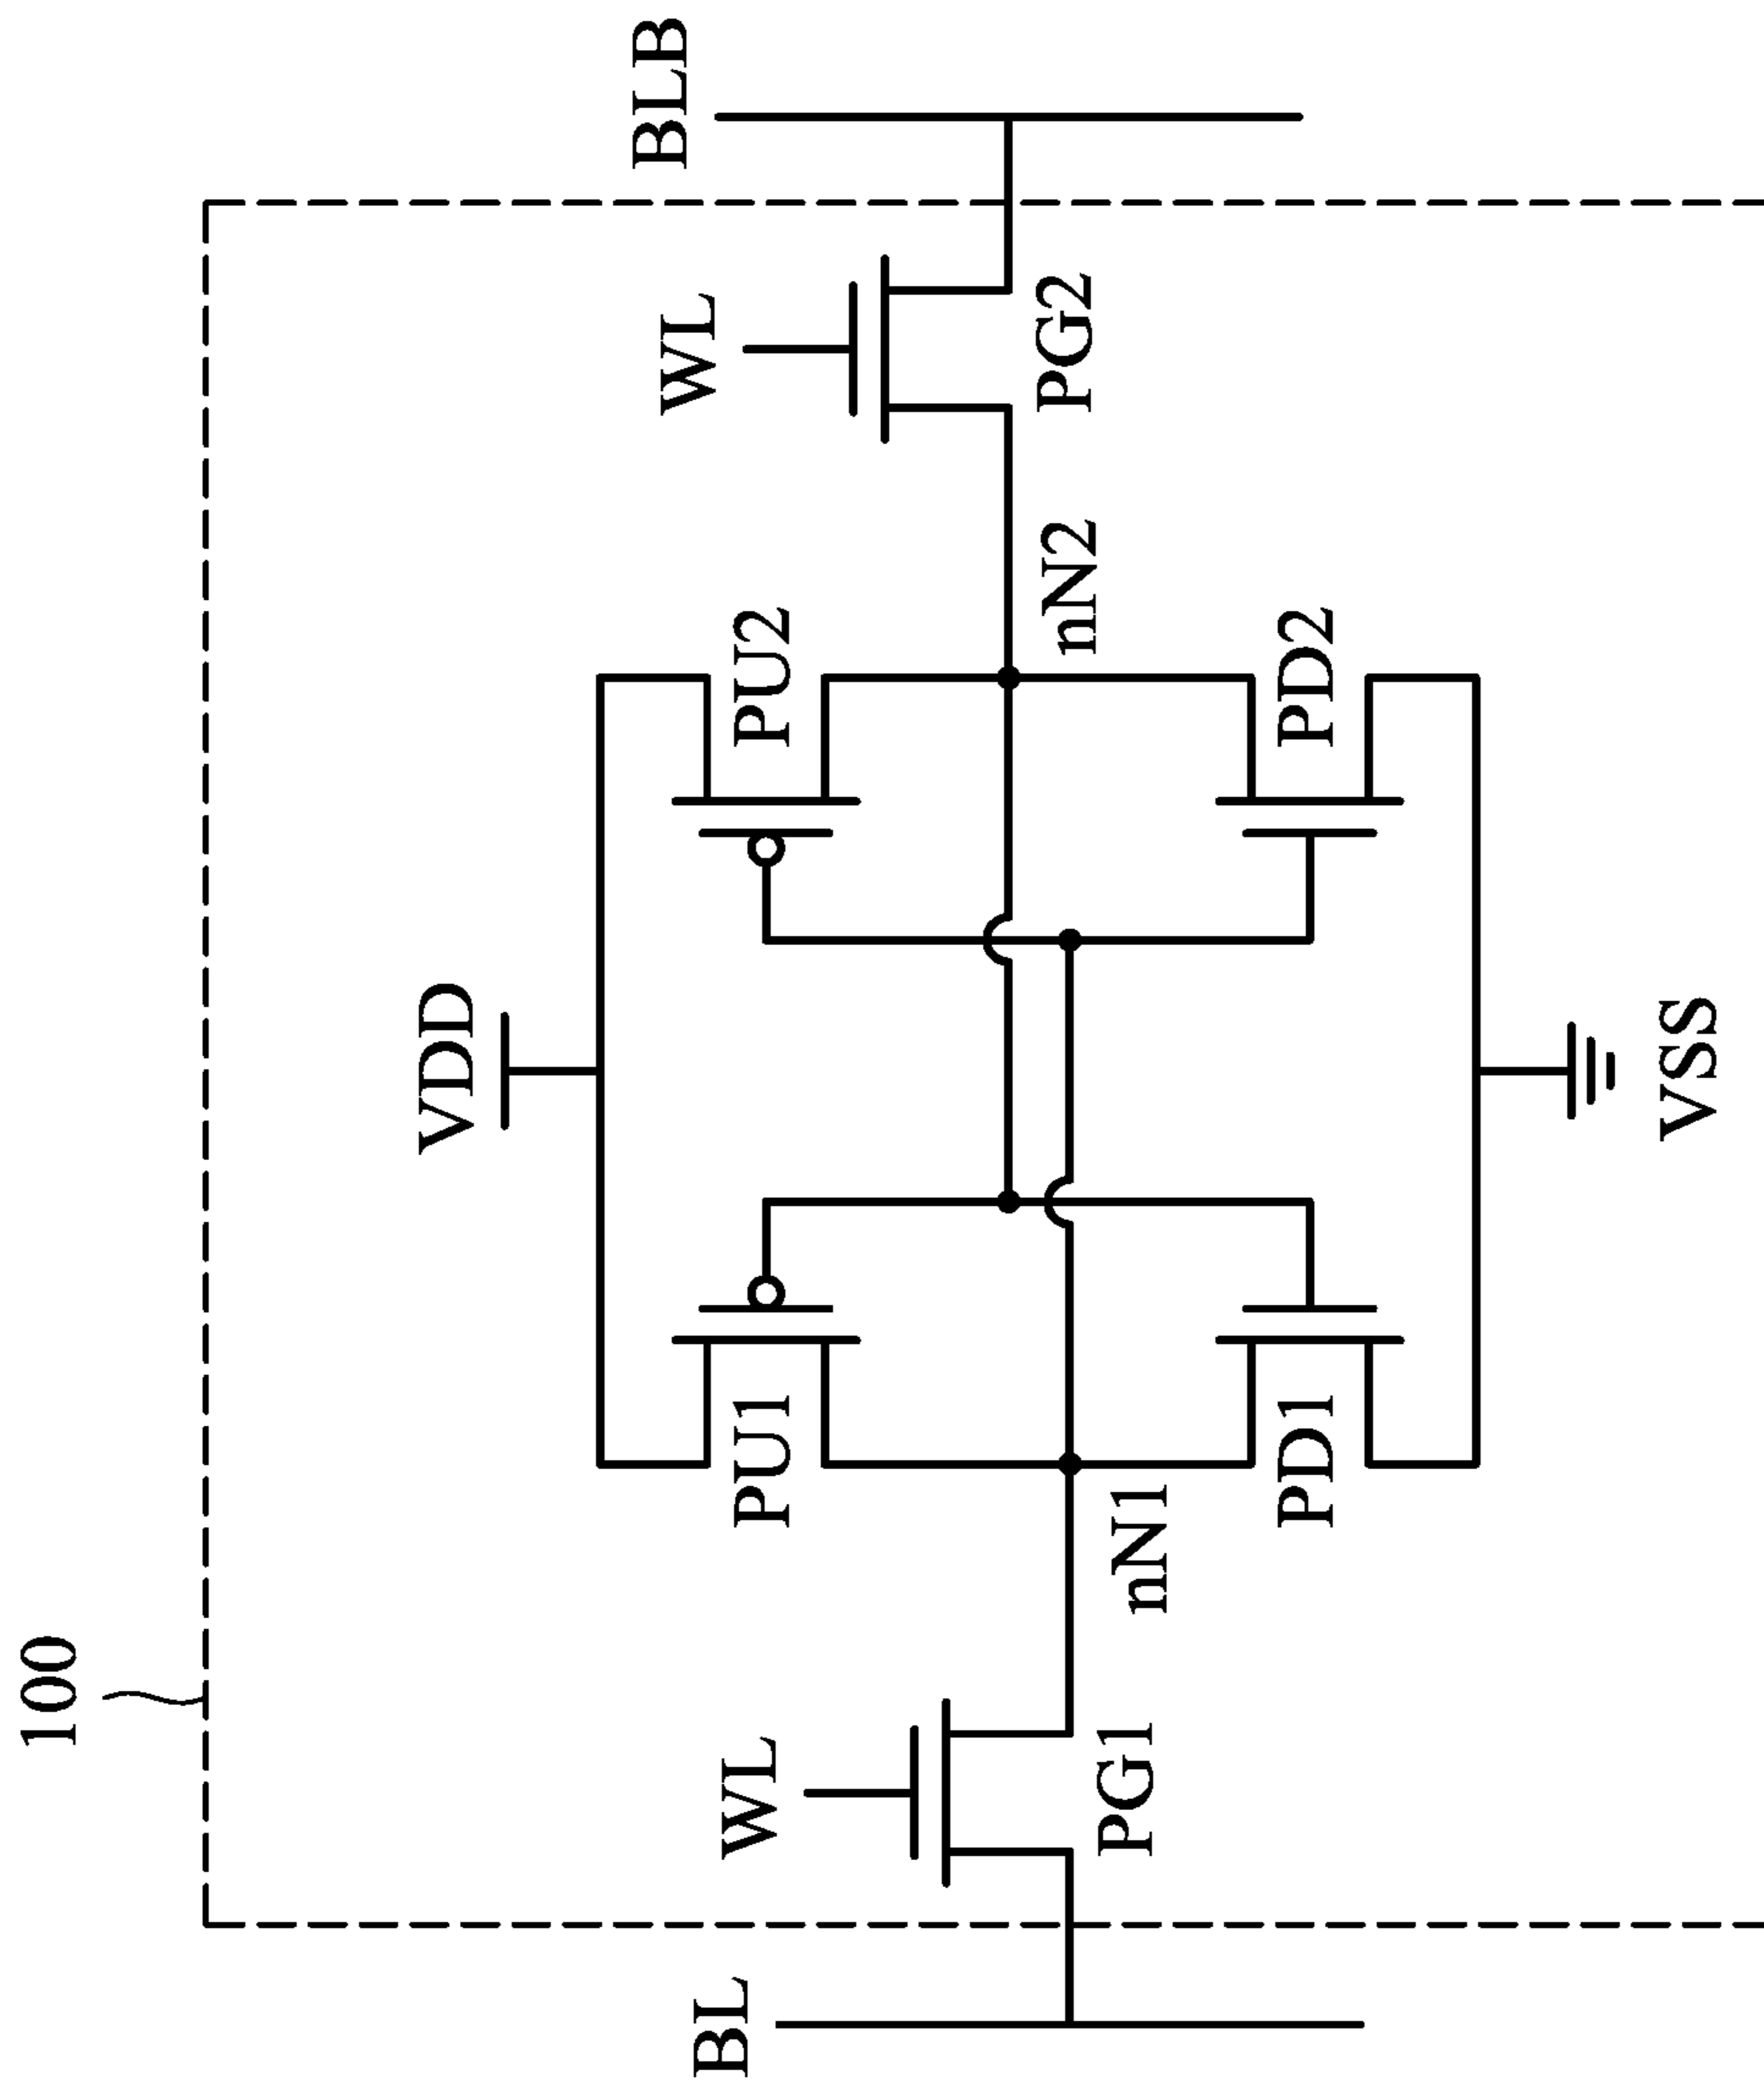 100
VDD
BL
WL
PU1
PU2
WL
BLB
PG1
nN1
nN2
PG2
PD1
PD2
VSS